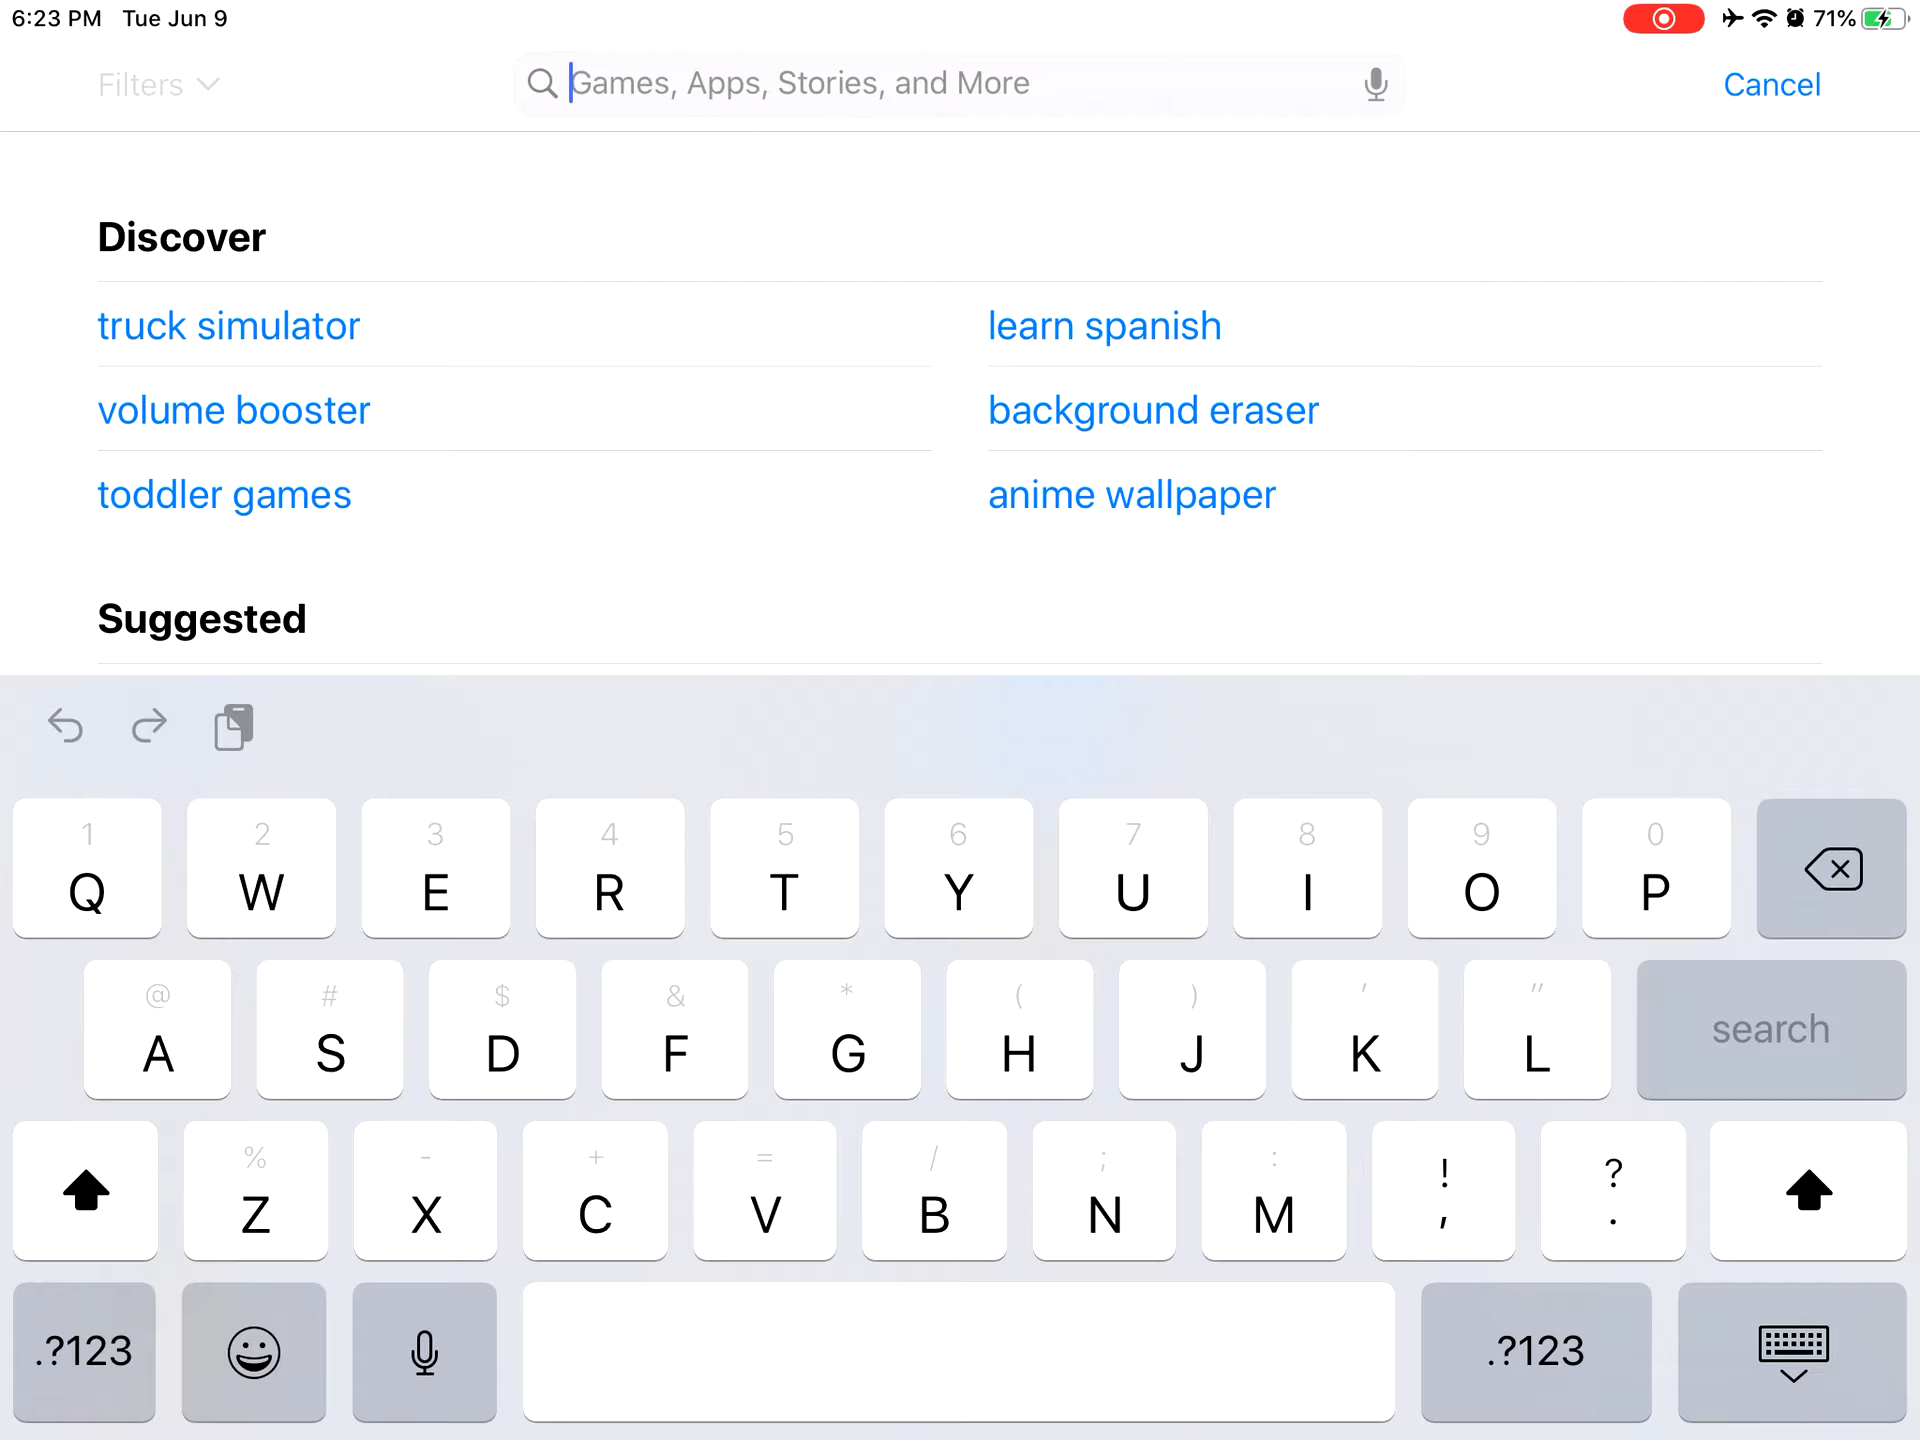 6:23 PM Tue Jun 9 71%
Filters Games, Apps, Stories, and More Cancel
Discover
truck simulator learn spanish
volume booster background eraser
toddler games anime wallpaper
Suggested
1 2 3 4 5 6 7 8 9 0
Q W E R T Y U I O P
@ # $ & * ( ) ' "
A S D F G H J K L search
% - + = / ; : ! ?
Z X C V B N M , .
.?123 .?123